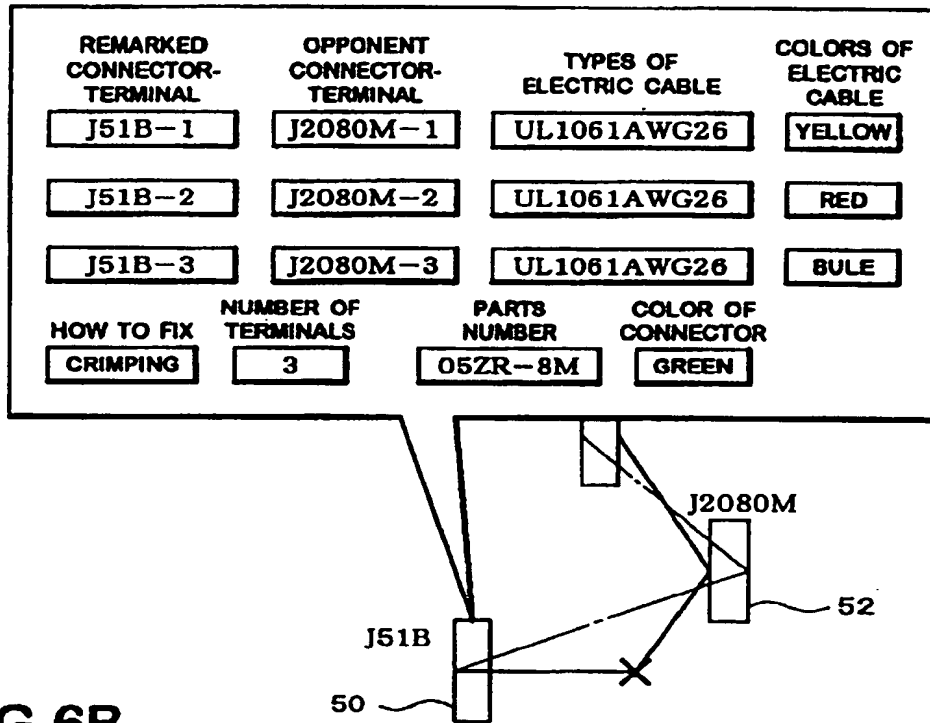 REMARKED CONNECTOR-TERMINAL OPPONENT CONNECTOR-TERMINAL TYPES OF ELECTRIC CABLE COLORS OF ELECTRIC CABLE
J51B-1 J2080M-1 UL1061AWG26 YELLOW
J51B-2 J2080M-2 UL1061AWG26 RED
J51B-3 J2080M-3 UL1061AWG26 BULE
HOW TO FIX NUMBER OF TERMINALS PARTS NUMBER COLOR OF CONNECTOR
CRIMPING 3 05ZR-8M GREEN
J2080M
52
J51B
50